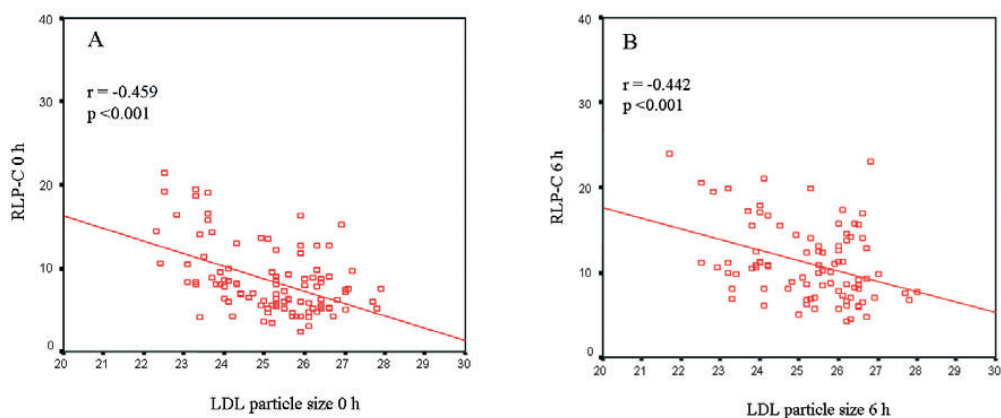 A
r = -0.459
p <0.001
RLP-C 0 h
40
30
20
10
0
20 21 22 23 24 25 26 27 28 29 30
LDL particle size 0 h
B
r = -0.442
p <0.001
RLP-C 6 h
40
30
20
10
0
20 21 22 23 24 25 26 27 28 29 30
LDL particle size 6 h